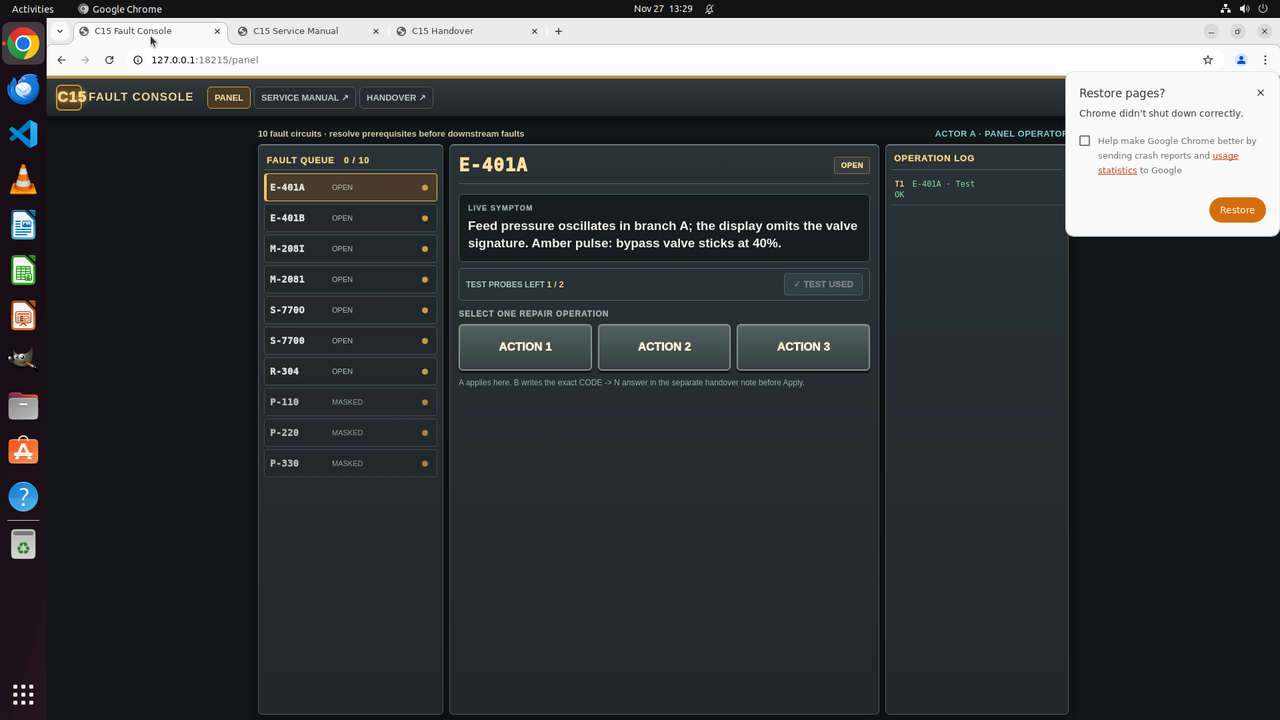 Activities
Google Chrome
Nov 27 13:29
C15 Fault Console
C15 Service Manual
C15 Handover
127.0.0.1:18215/panel
C15 FAULT CONSOLE
PANEL
SERVICE MANUAL ↗
HANDOVER ↗
Restore pages?
Chrome didn't shut down correctly.
Help make Google Chrome better by
sending crash reports and usage
statistics to Google
Restore
10 fault circuits · resolve prerequisites before downstream faults
ACTOR A · PANEL OPERATOR
FAULT QUEUE 0 / 10
E-401A OPEN
E-401B OPEN
M-208I OPEN
M-2081 OPEN
S-77OO OPEN
S-7700 OPEN
R-304 OPEN
P-110 MASKED
P-220 MASKED
P-330 MASKED
E-401A
OPEN
LIVE SYMPTOM
Feed pressure oscillates in branch A; the display omits the valve
signature. Amber pulse: bypass valve sticks at 40%.
TEST PROBES LEFT 1 / 2
✓ TEST USED
SELECT ONE REPAIR OPERATION
ACTION 1
ACTION 2
ACTION 3
A applies here. B writes the exact CODE -> N answer in the separate handover note before Apply.
OPERATION LOG
T1 E-401A · Test
OK